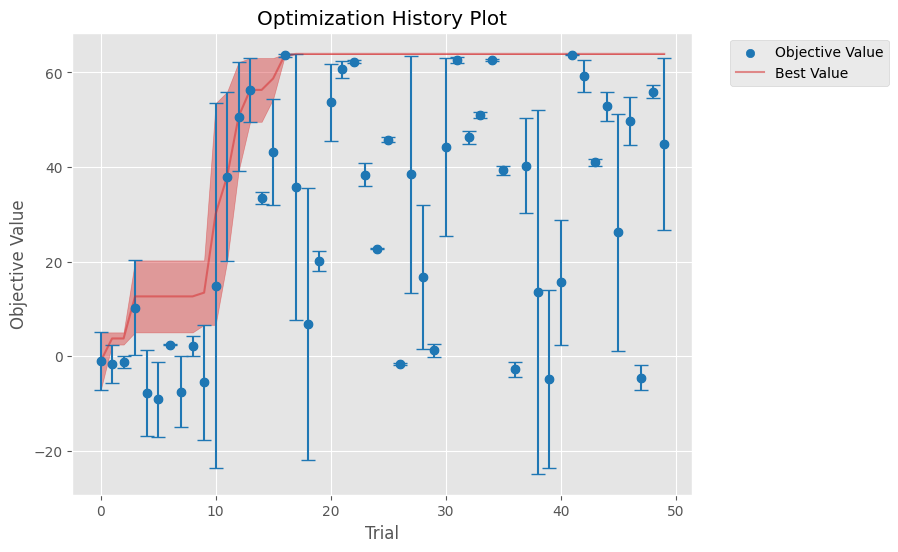 Optimization History Plot
Objective Value
Best Value
Objective Value
60
40
20
0
−20
0 10 20 30 40 50
Trial